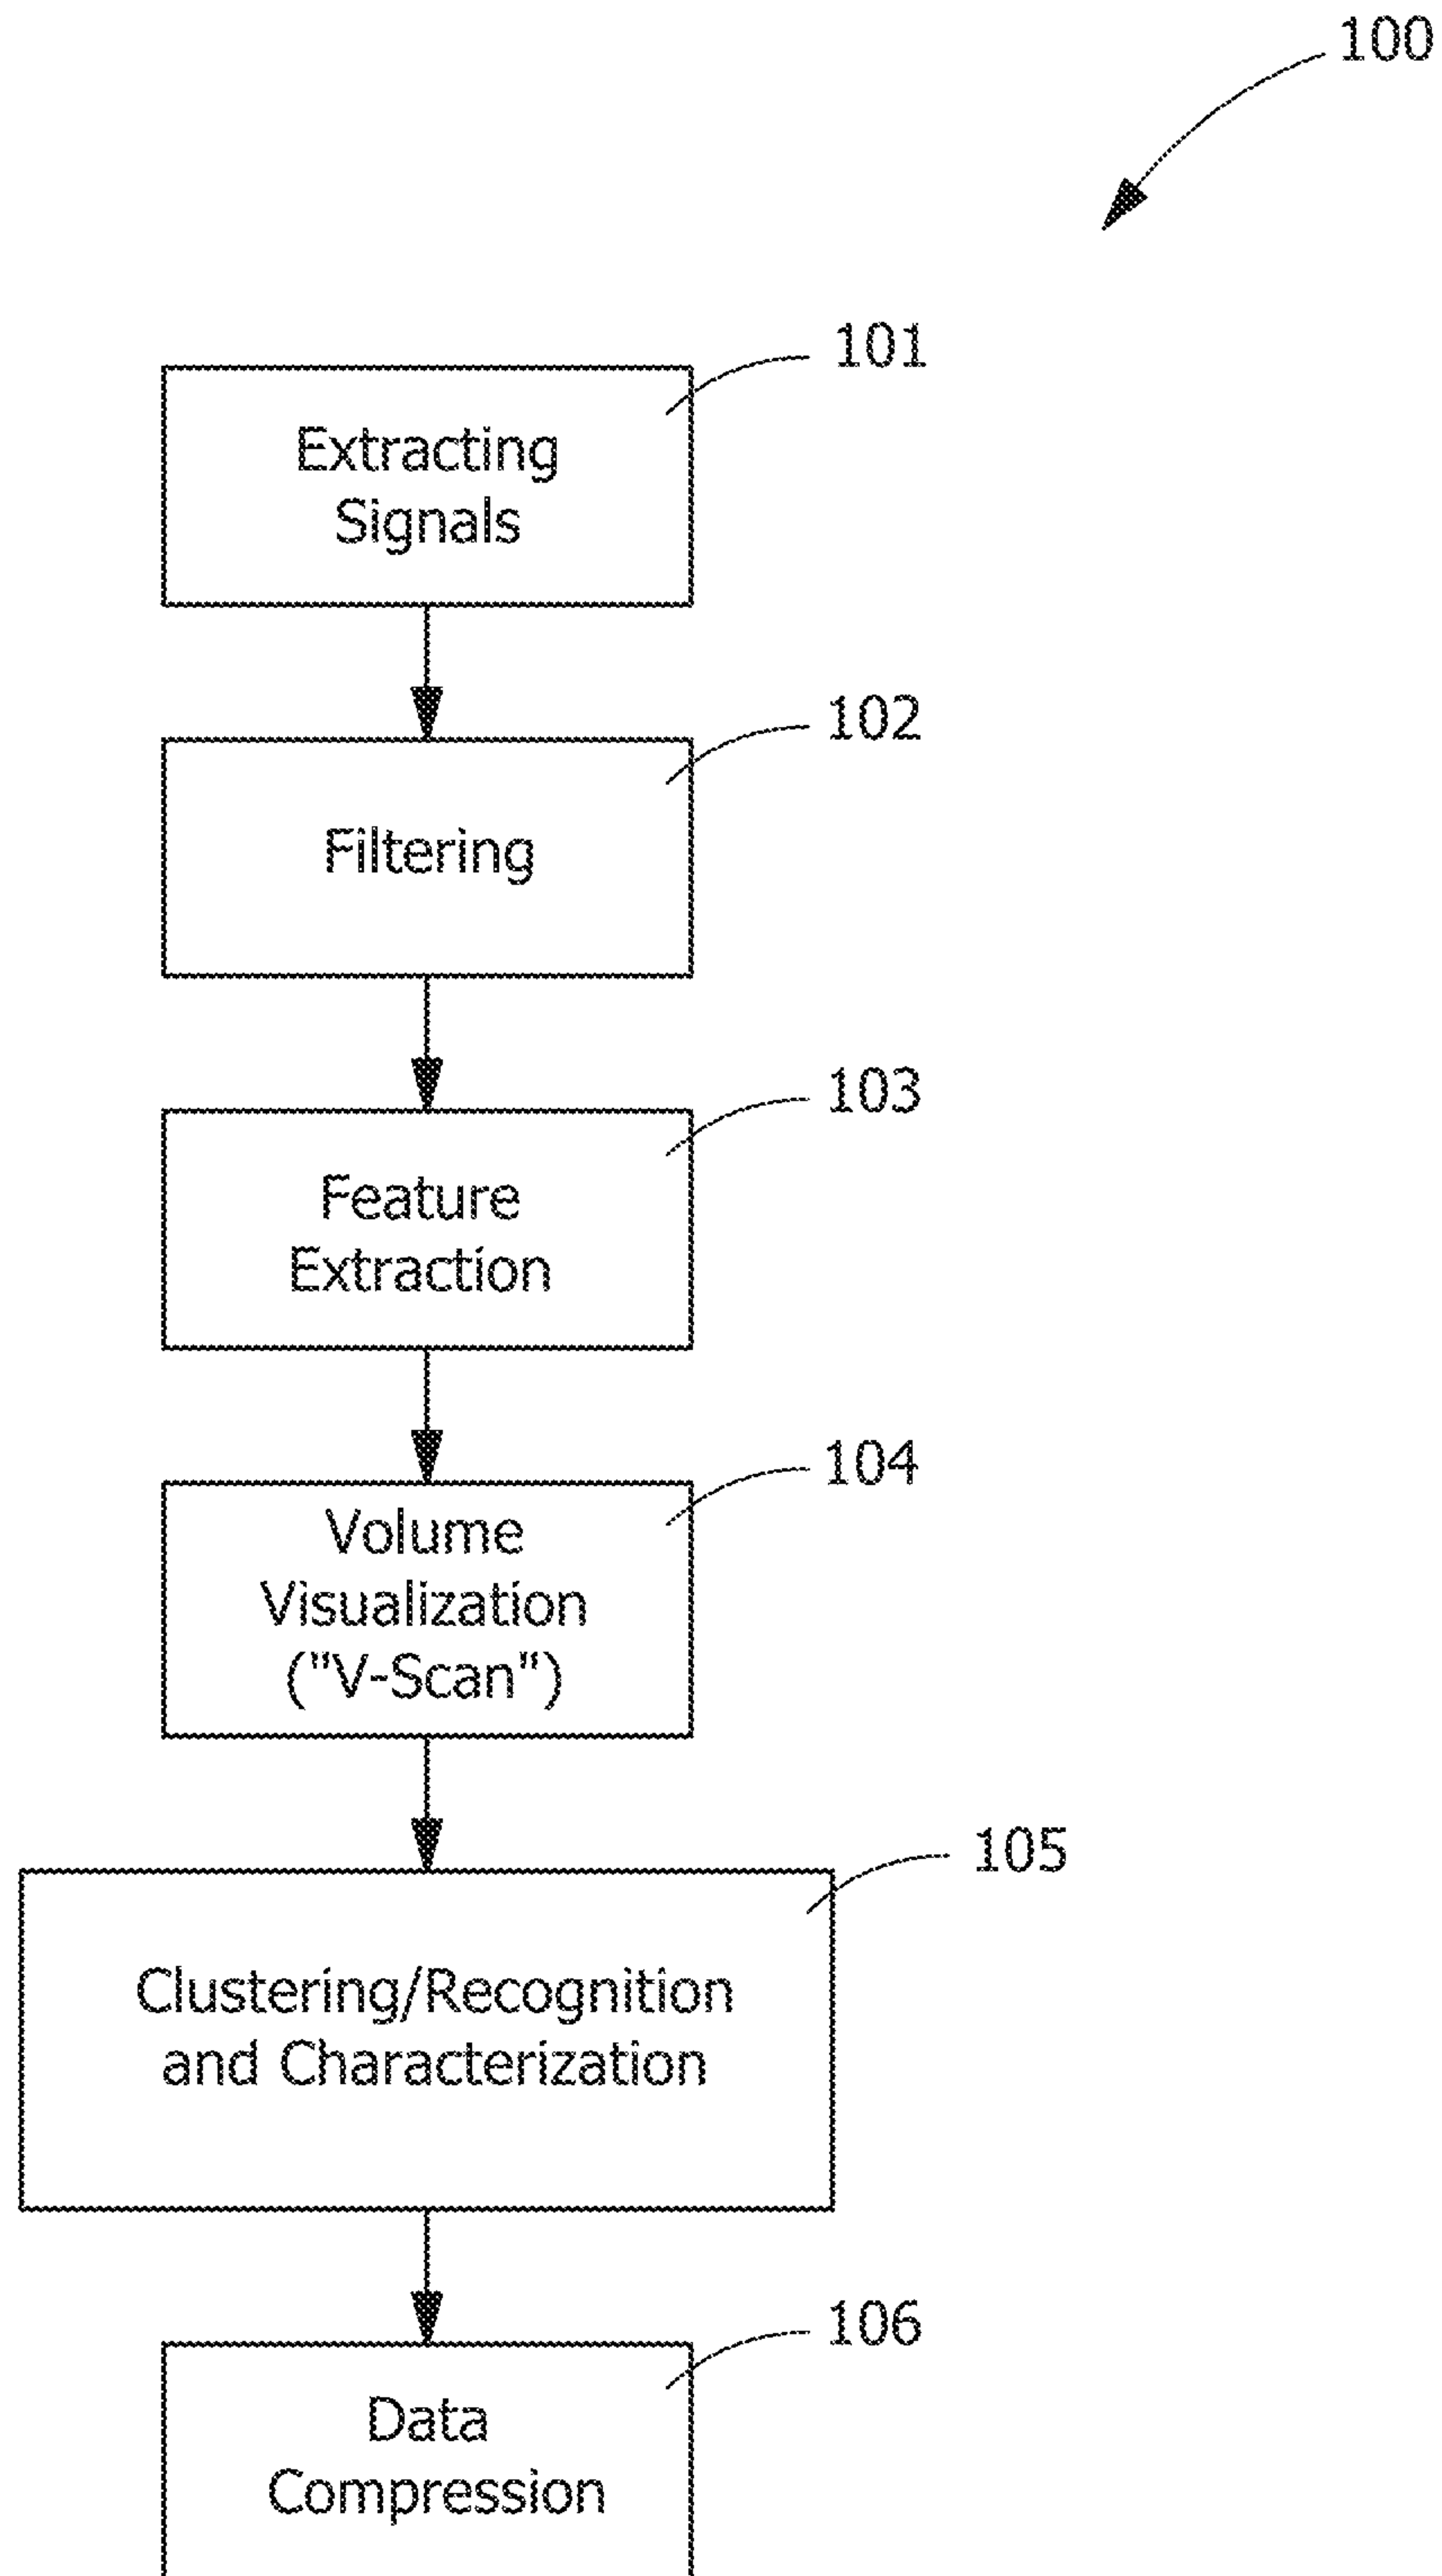 100
101
Extracting
Signals
102
Filtering
103
Feature
Extraction
104
Volume
Visualization
("V-Scan")
105
Clustering/Recognition
and Characterization
106
Data
Compression